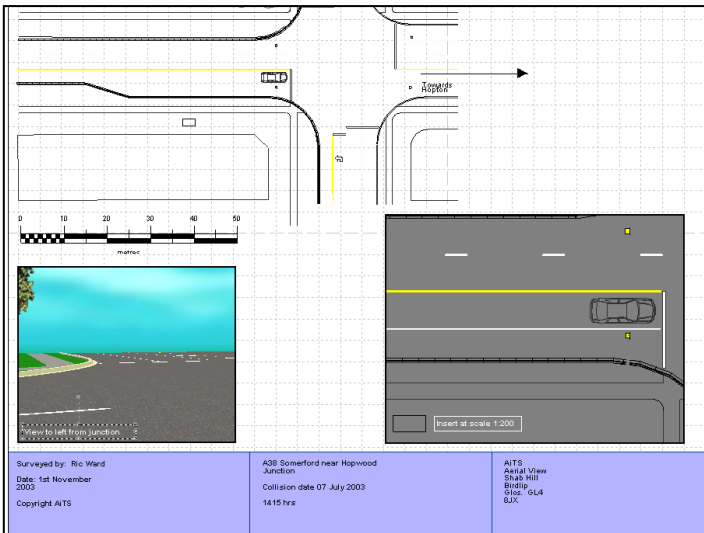 Towards
Hopton
0 10 20 30 40 50
metres
View to left from junction
Insert at scale 1:200
Surveyed by: Ric Ward
Date: 1st November
2003
Copyright AiTS
A38 Somerford near Hopwood
Junction
Collision date 07 July 2003
1415 hrs
AiTS
Aerial View
Shab Hill
Birdlip
Glos. GL4
8JX